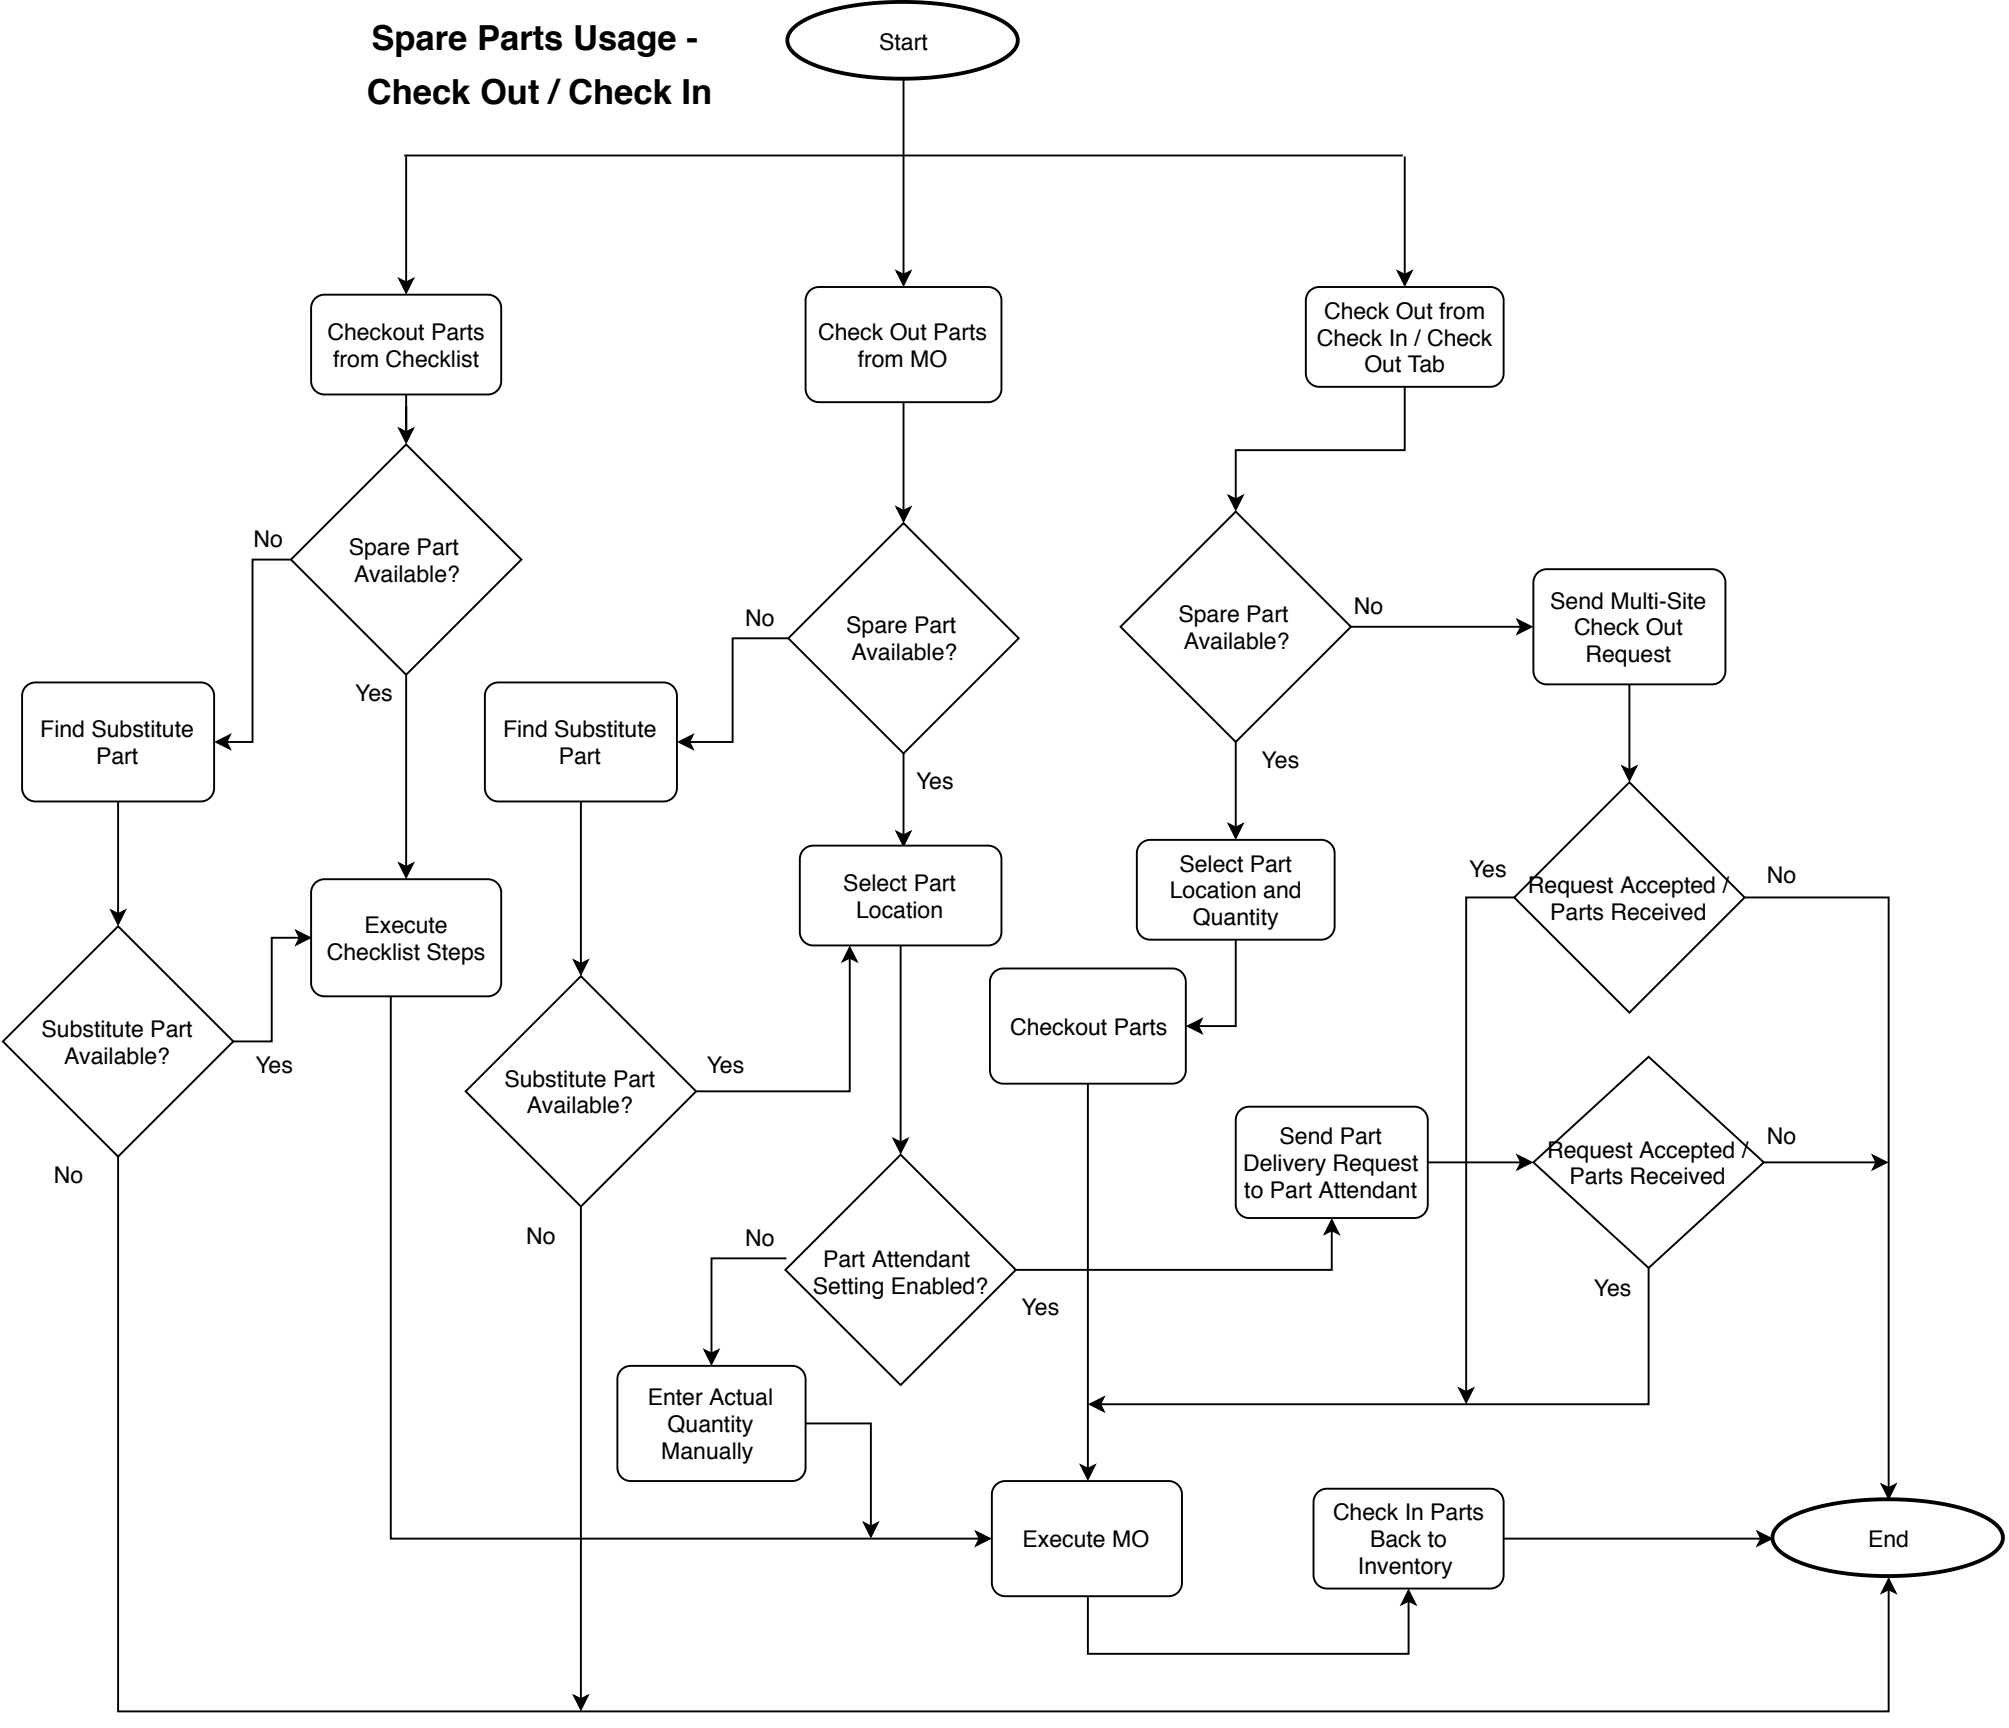 Spare Parts Usage -
Check Out / Check In
Start
Checkout Parts
from Checklist
Check Out Parts
from MO
Check Out from
Check In / Check
Out Tab
No
Spare Part
Available?
Yes
No
Spare Part
Available?
Yes
Spare Part
Available?
No
Yes
Send Multi-Site
Check Out
Request
Find Substitute
Part
Find Substitute
Part
Select Part
Location
Select Part
Location and
Quantity
Yes
Request Accepted /
Parts Received
No
Execute
Checklist Steps
Substitute Part
Available?
Yes
No
Substitute Part
Available?
Yes
No
Checkout Parts
Send Part
Delivery Request
to Part Attendant
Request Accepted /
Parts Received
No
Yes
No
Part Attendant
Setting Enabled?
Yes
Enter Actual
Quantity
Manually
Execute MO
Check In Parts
Back to
Inventory
End